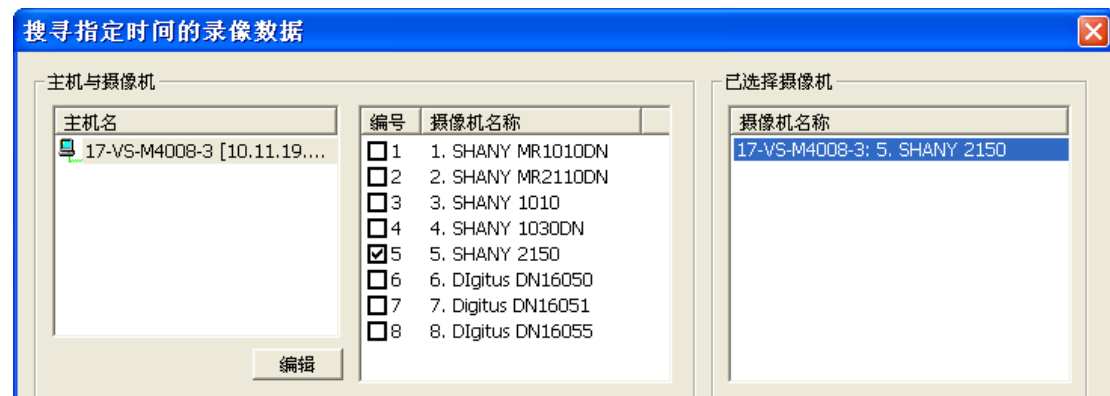 搜寻指定时间的录像数据
主机与摄像机
主机名
17-VS-M4008-3 [10.11.19....
编辑
编号 摄像机名称
1 1. SHANY MR1010DN
2 2. SHANY MR2110DN
3 3. SHANY 1010
4 4. SHANY 1030DN
5 5. SHANY 2150
6 6. DIgitus DN16050
7 7. Digitus DN16051
8 8. DIgitus DN16055
已选择摄像机
摄像机名称
17-VS-M4008-3: 5. SHANY 2150